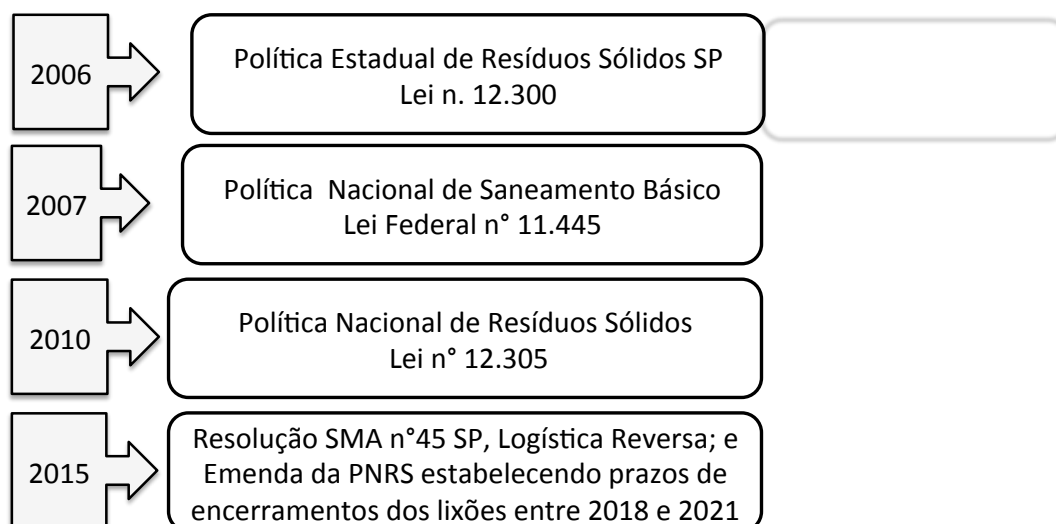 2006
Política Estadual de Resíduos Sólidos SP
Lei n. 12.300
2007
Política Nacional de Saneamento Básico
Lei Federal n° 11.445
2010
Política Nacional de Resíduos Sólidos
Lei n° 12.305
2015
Resolução SMA n°45 SP, Logística Reversa; e
Emenda da PNRS estabelecendo prazos de
encerramentos dos lixões entre 2018 e 2021